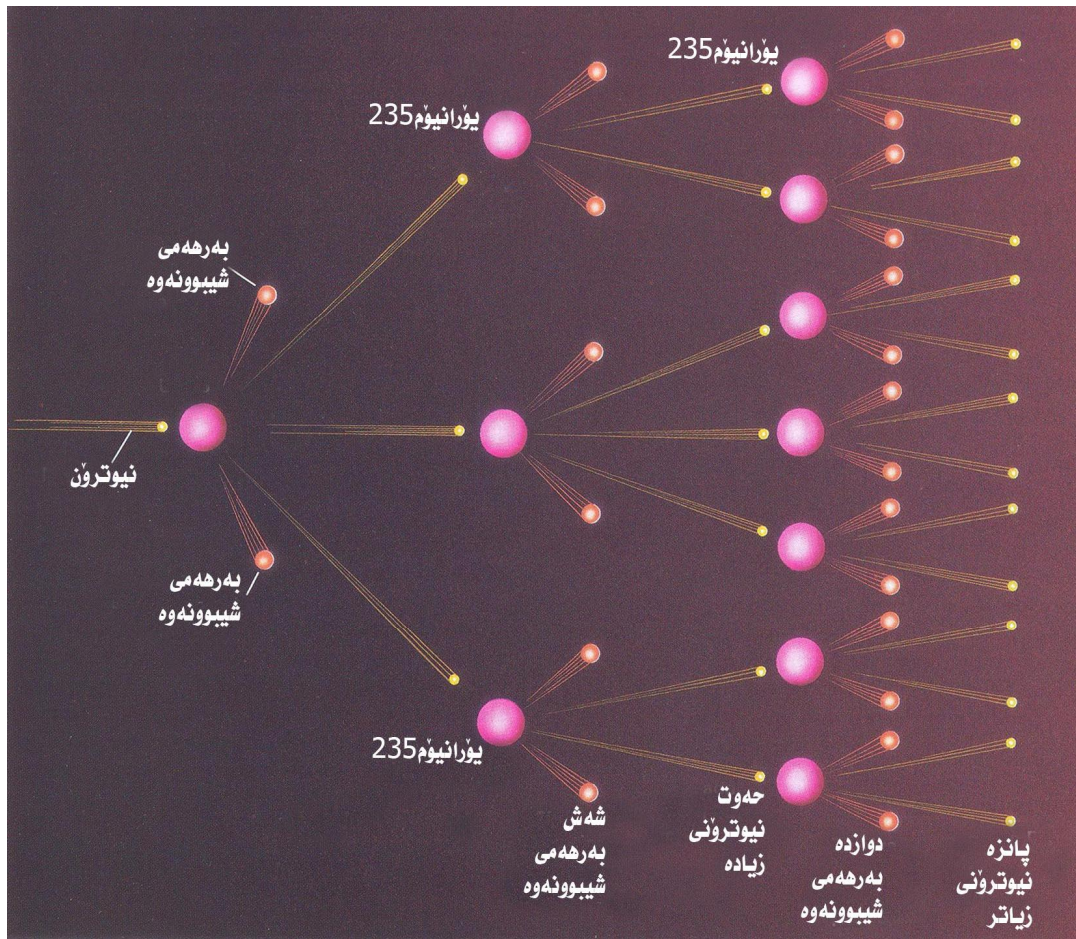 یۆرانیۆم235
یۆرانیۆم235
بەرهەمی
شیبوونەوە
نیوترۆن
بەرهەمی
شیبوونەوە
یۆرانیۆم235
شەش
بەرهەمی
شیبوونەوە
حەوت
نیوترۆنی
زیادە
دوازدە
بەرهەمی
شیبوونەوە
پانزە
نیوترۆنی
زیاتر